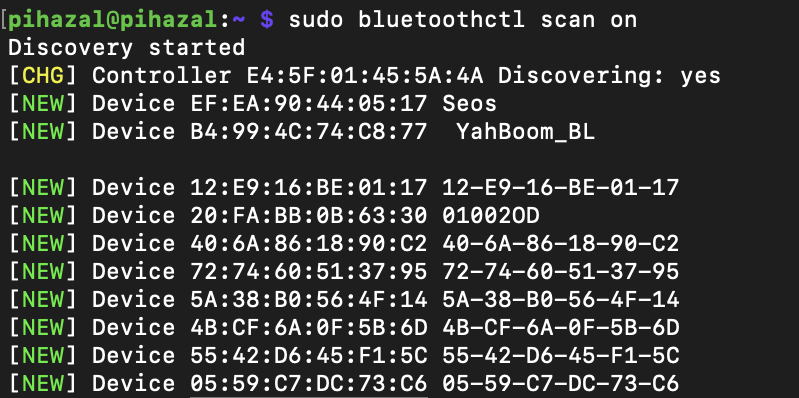 [pihazal@pihazal:~ $ sudo bluetoothctl scan on
Discovery started
[CHG] Controller E4:5F:01:45:5A:4A Discovering: yes
[NEW] Device EF:EA:90:44:05:17 Seos
[NEW] Device B4:99:4C:74:C8:77  YahBoom_BL
[NEW] Device 12:E9:16:BE:01:17 12-E9-16-BE-01-17
[NEW] Device 20:FA:BB:0B:63:30 01002OD
[NEW] Device 40:6A:86:18:90:C2 40-6A-86-18-90-C2
[NEW] Device 72:74:60:51:37:95 72-74-60-51-37-95
[NEW] Device 5A:38:B0:56:4F:14 5A-38-B0-56-4F-14
[NEW] Device 4B:CF:6A:0F:5B:6D 4B-CF-6A-0F-5B-6D
[NEW] Device 55:42:D6:45:F1:5C 55-42-D6-45-F1-5C
[NEW] Device 05:59:C7:DC:73:C6 05-59-C7-DC-73-C6